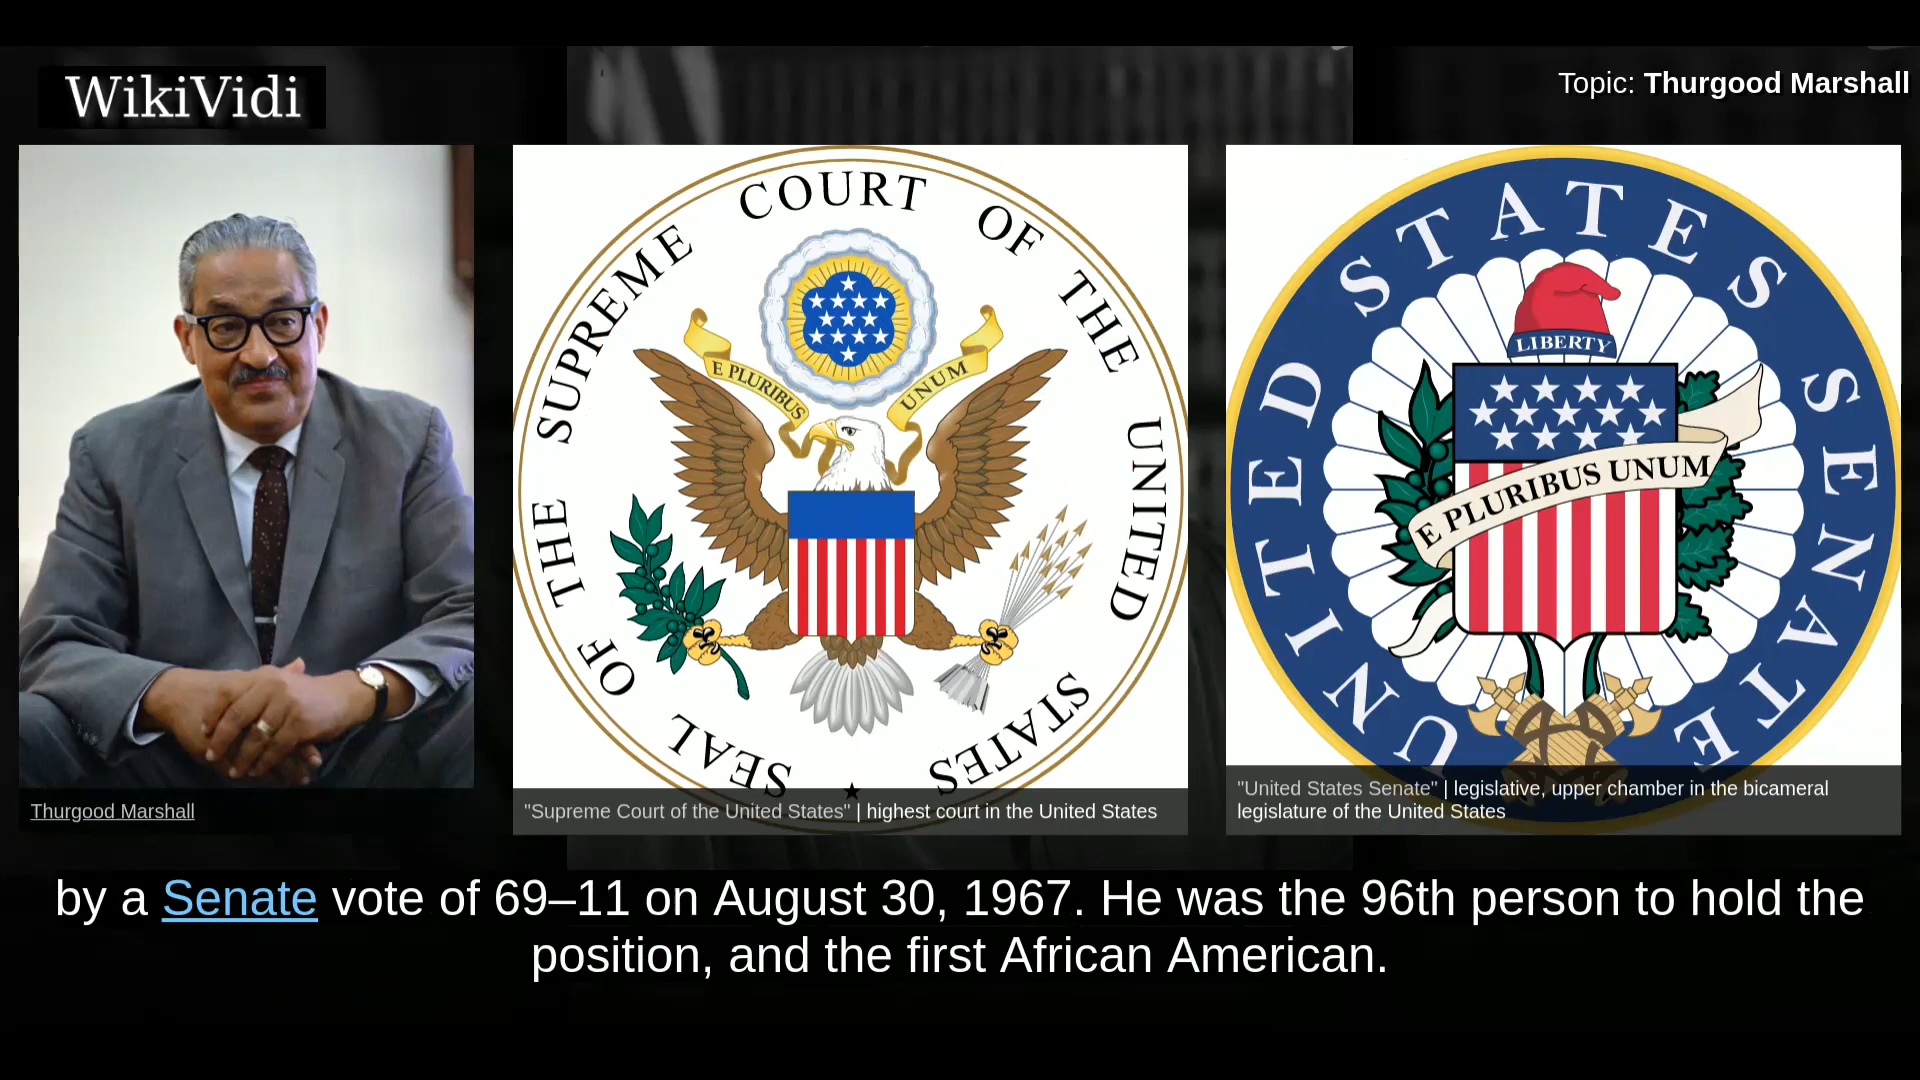 WikiVidi
Topic: Thurgood Marshall
SEAL OF THE SUPREME COURT OF THE UNITED STATES
E PLURIBUS UNUM
UNITED STATES SENATE
LIBERTY
E PLURIBUS UNUM
Thurgood Marshall
"Supreme Court of the United States" | highest court in the United States
"United States Senate" | legislative, upper chamber in the bicameral
legislature of the United States
by a Senate vote of 69–11 on August 30, 1967. He was the 96th person to hold the
position, and the first African American.